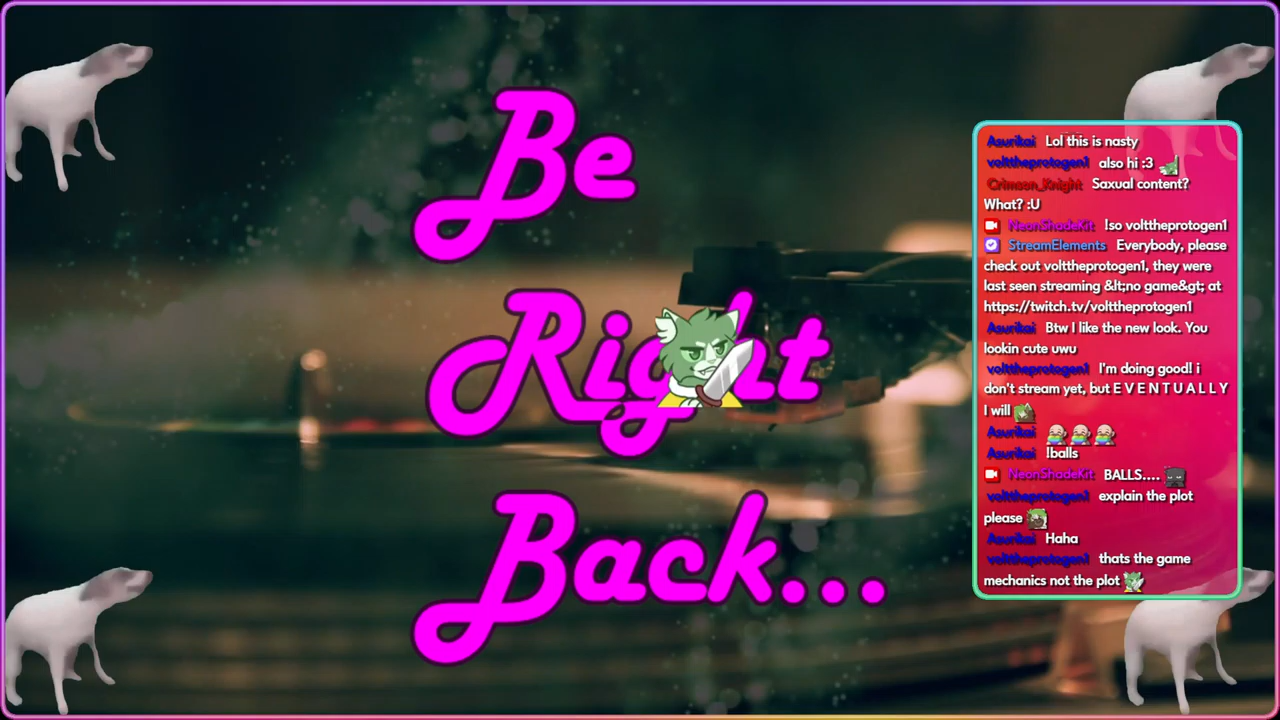 Be
Right
Back...
Asurikai Lol this is nasty
volttheprotogen1 also hi :3
Crimson_Knight Saxual content?
What? :U
NeonShadeKit !so volttheprotogen1
StreamElements Everybody, please
check out volttheprotogen1, they were
last seen streaming &lt;no game&gt; at
https://twitch.tv/volttheprotogen1
Asurikai Btw I like the new look. You
lookin cute uwu
volttheprotogen1 I'm doing good! i
don't stream yet, but E V E N T U A L L Y
I will
Asurikai
Asurikai !balls
NeonShadeKit BALLS....
volttheprotogen1 explain the plot
please
Asurikai Haha
volttheprotogen1 thats the game
mechanics not the plot